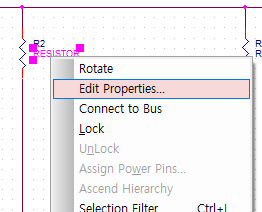 R2
RESISTOR
R
Rotate
Edit Properties...
Connect to Bus
Lock
UnLock
Assign Power Pins...
Ascend Hierarchy
Selection Filter Ctrl+I